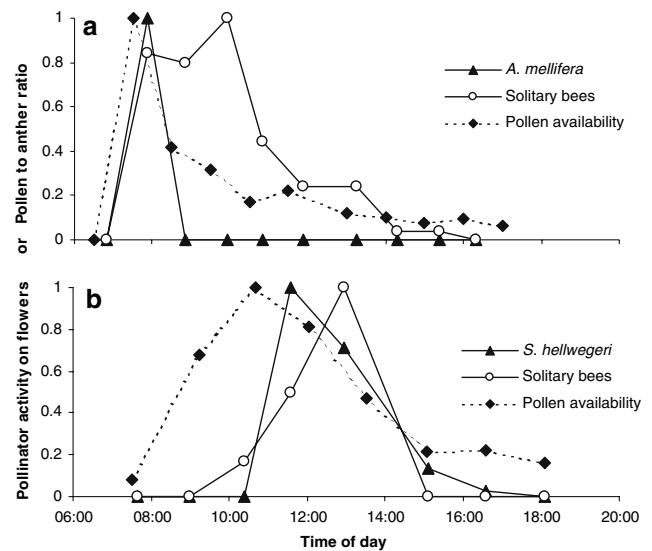 a
1
0.8
0.6
0.4
0.2
0
A. mellifera
Solitary bees
Pollen availability
or Pollen to anther ratio
b
1
0.8
0.6
0.4
0.2
0
S. hellwegeri
Solitary bees
Pollen availability
Pollinator activity on flowers
06:00 08:00 10:00 12:00 14:00 16:00 18:00 20:00
Time of day